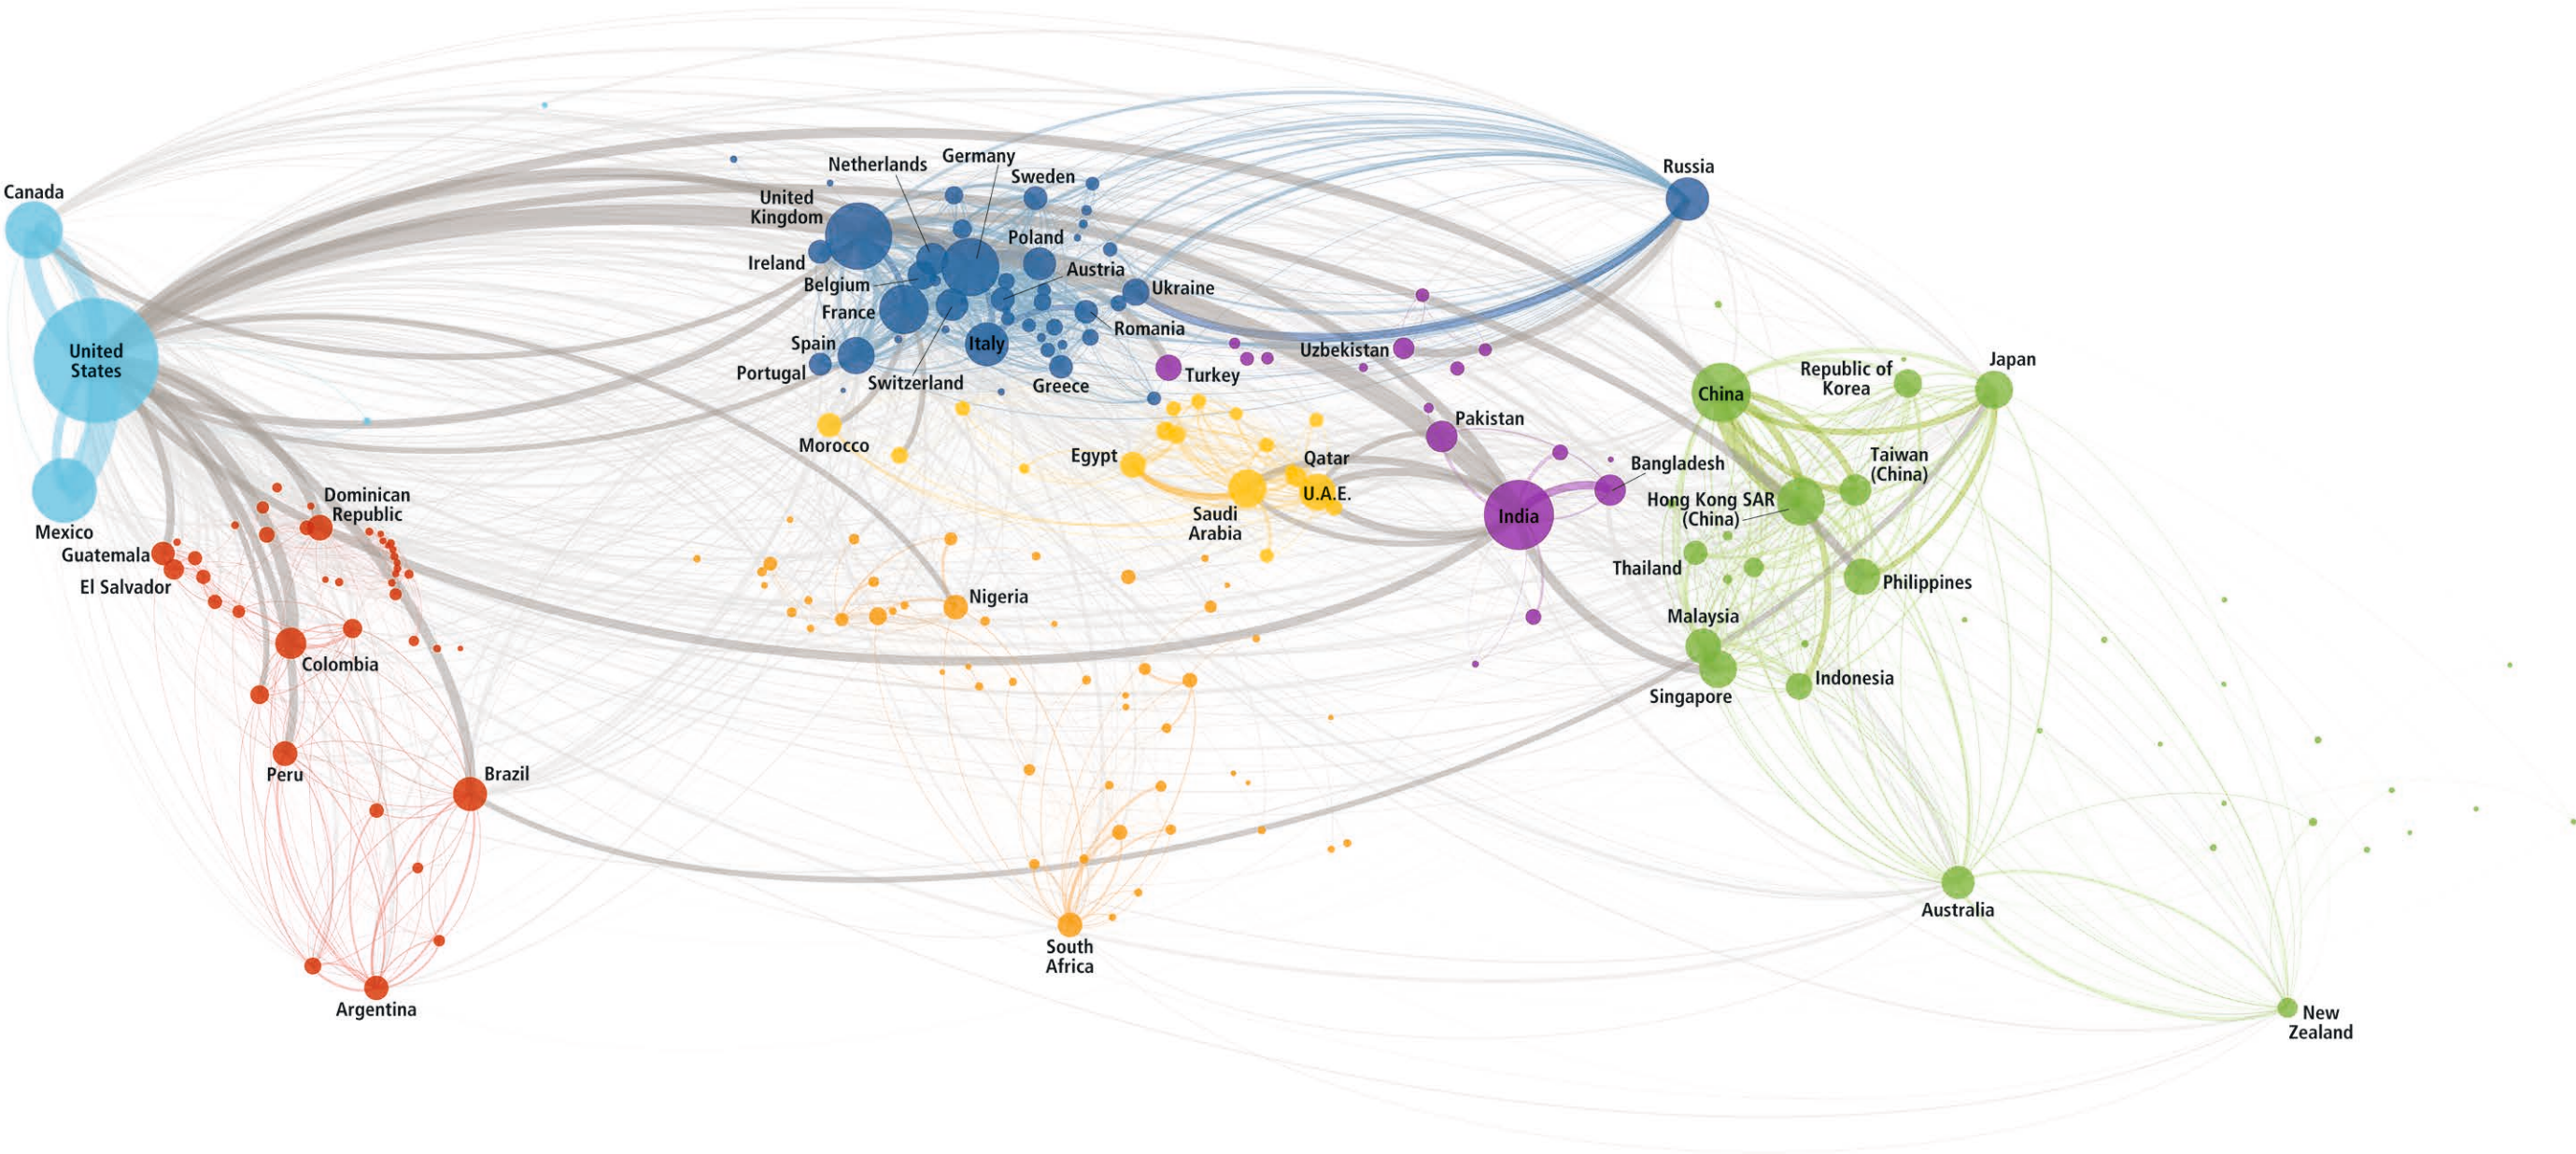 Canada
United
States
Mexico
Guatemala
El Salvador
Dominican
Republic
Colombia
Peru
Brazil
Argentina
Netherlands
Germany
Sweden
United
Kingdom
Poland
Ireland
Austria
Belgium
Ukraine
France
Romania
Spain
Italy
Portugal
Switzerland
Greece
Russia
Morocco
Egypt
Saudi
Arabia
Qatar
U.A.E.
Nigeria
South
Africa
Turkey
Uzbekistan
Pakistan
Bangladesh
India
China
Republic of
Korea
Japan
Taiwan
(China)
Hong Kong SAR
(China)
Thailand
Philippines
Malaysia
Singapore
Indonesia
Australia
New
Zealand